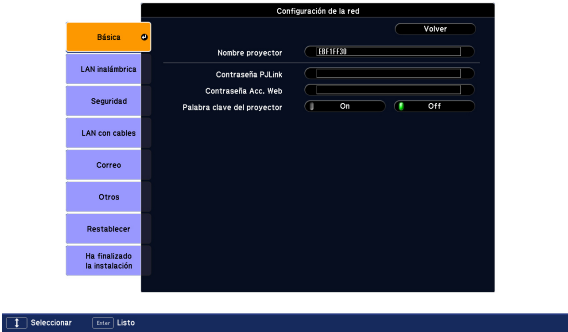 Configuración de la red
Volver
Básica
Nombre proyector EBF1FF30
LAN inalámbrica
Contraseña PJLink
Contraseña Acc. Web
Seguridad
Palabra clave del proyector On Off
LAN con cables
Correo
Otros
Restablecer
Ha finalizado
la instalación
Seleccionar Enter Listo